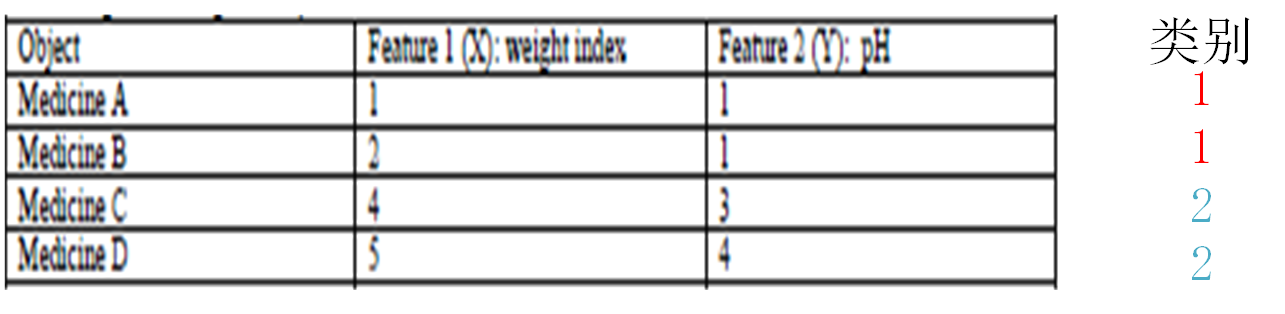 Object Feature 1 (X): weight index Feature 2 (Y): pH 类别
Medicine A 1 1 1
Medicine B 2 1 1
Medicine C 4 3 2
Medicine D 5 4 2